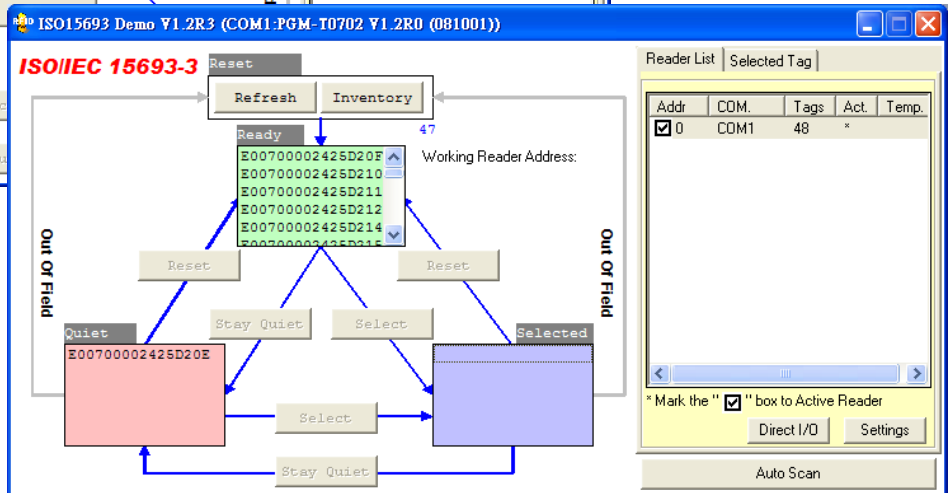 ISO15693 Demo V1.2R3 (COM1:PGM-T0702 V1.2R0 (081001))
ISO/IEC 15693-3
Reset
Refresh
Inventory
47
Ready
E00700002425D20F
E00700002425D210
E00700002425D211
E00700002425D212
E00700002425D214
E00700002425D215
Working Reader Address:
Out Of Field
Reset
Reset
Out Of Field
Stay Quiet
Select
Quiet
E00700002425D20E
Selected
Select
Stay Quiet
Reader List
Selected Tag
Addr COM. Tags Act. Temp.
0 COM1 48 *
* Mark the " " box to Active Reader
Direct I/O
Settings
Auto Scan